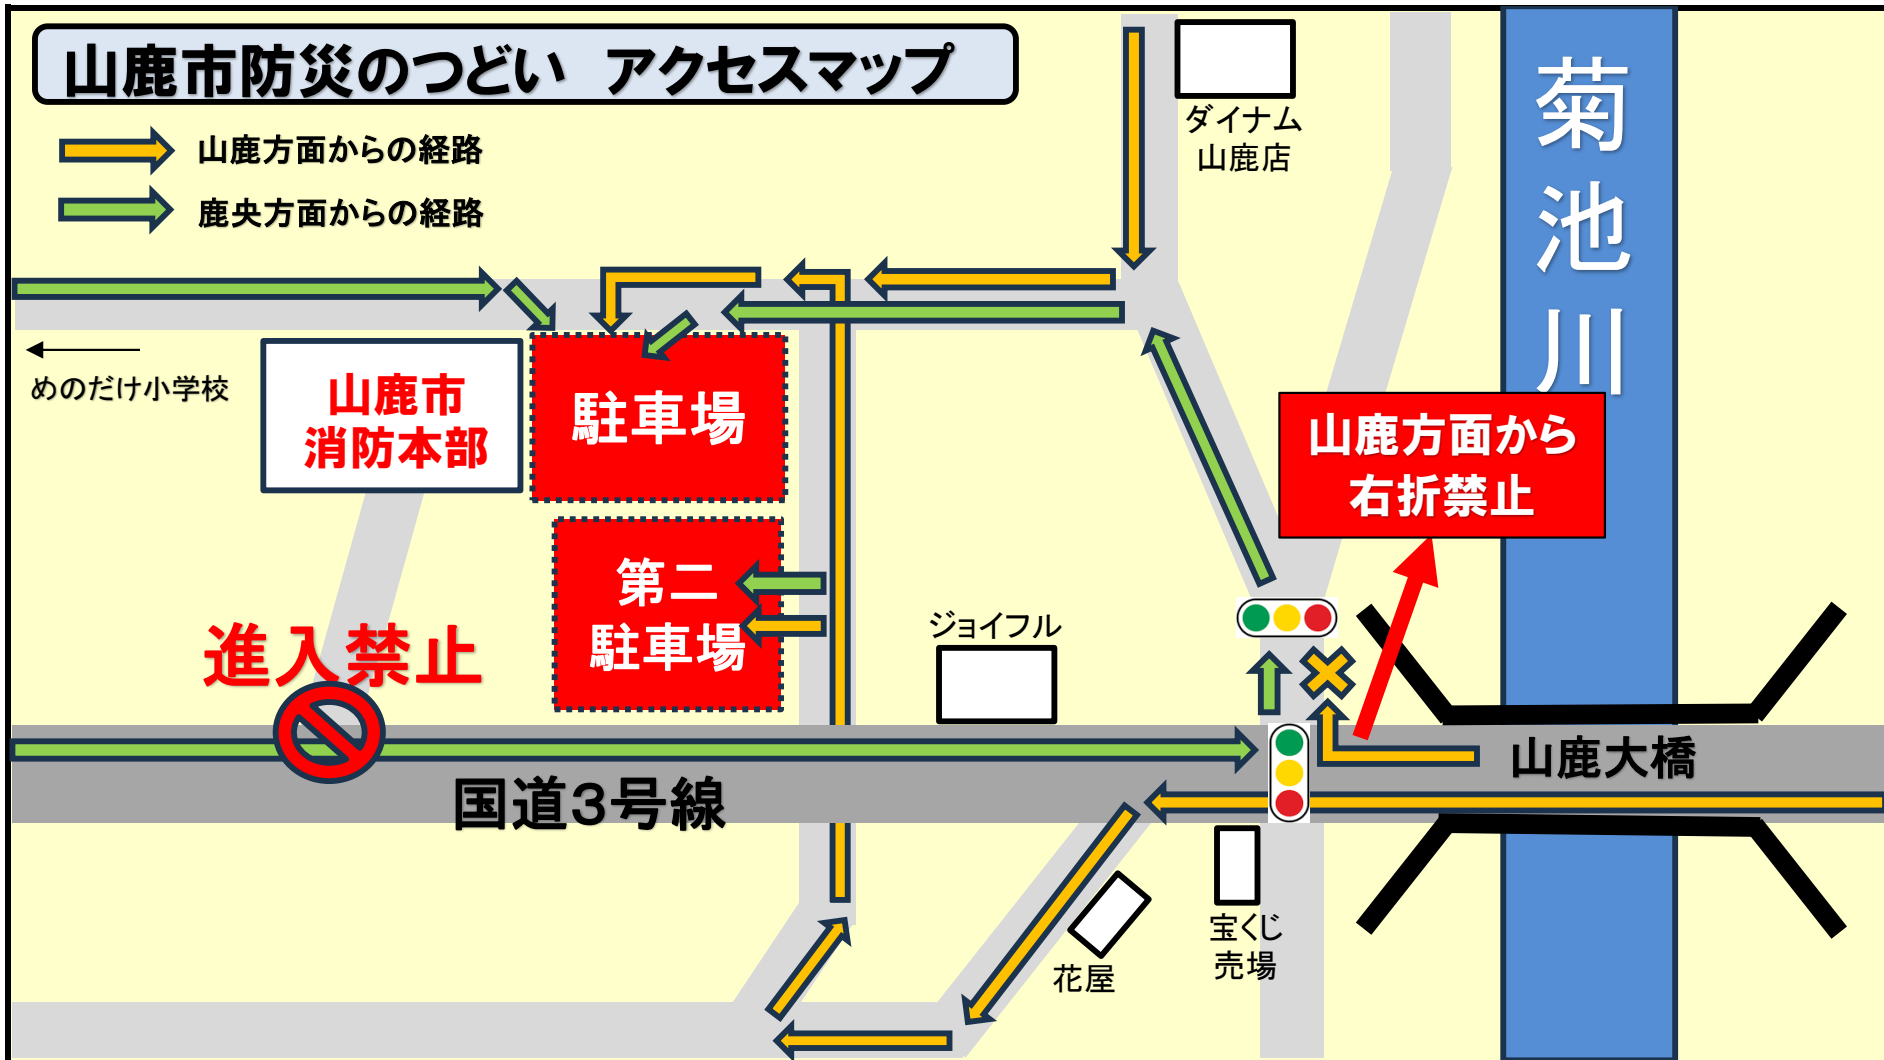 山鹿市防災のつどい　アクセスマップ
山鹿方面からの経路
鹿央方面からの経路
ダイナム
山鹿店
菊池川
めのだけ小学校
山鹿市
消防本部
駐車場
山鹿方面から
右折禁止
第二
駐車場
進入禁止
ジョイフル
山鹿大橋
国道3号線
宝くじ
売場
花屋